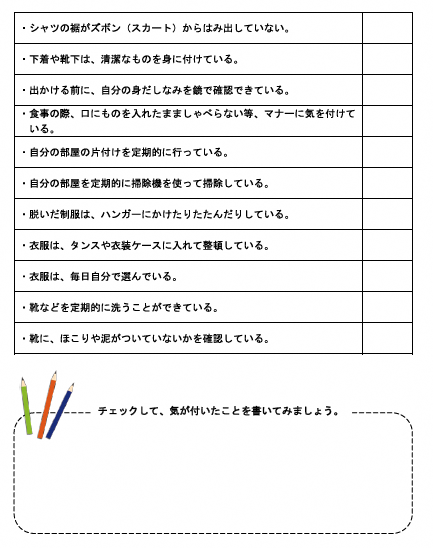 ・シャツの裾がズボン（スカート）からはみ出していない。
・下着や靴下は、清潔なものを身に付けている。
・出かける前に、自分の身だしなみを鏡で確認できている。
・食事の際、口にものを入れたまましゃべらない等、マナーに気を付けて
いる。
・自分の部屋の片付けを定期的に行っている。
・自分の部屋を定期的に掃除機を使って掃除している。
・脱いだ制服は、ハンガーにかけたりたたんだりしている。
・衣服は、タンスや衣装ケースに入れて整頓している。
・衣服は、毎日自分で選んでいる。
・靴などを定期的に洗うことができている。
・靴に、ほこりや泥がついていないかを確認している。
チェックして、気が付いたことを書いてみましょう。